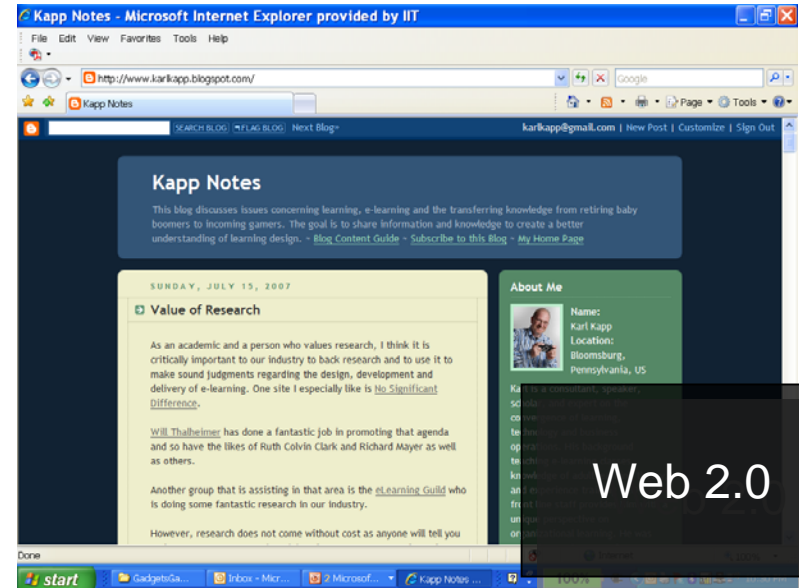 Kapp Notes - Microsoft Internet Explorer provided by IIT
File Edit View Favorites Tools Help
http://www.karlkapp.blogspot.com/
Google
Kapp Notes
Page Tools
SEARCH BLOG FLAG BLOG Next Blog»
karlkapp@gmail.com | New Post | Customize | Sign Out
Kapp Notes
This blog discusses issues concerning learning, e-learning and the transferring knowledge from retiring baby
boomers to incoming gamers. The goal is to share information and knowledge to create a better
understanding of learning design. - Blog Content Guide - Subscribe to this Blog - My Home Page
SUNDAY, JULY 15, 2007
Value of Research
As an academic and a person who values research, I think it is
critically important to our industry to back research and to use it to
make sound judgments regarding the design, development and
delivery of e-learning. One site I especially like is No Significant
Difference.
Will Thalheimer has done a fantastic job in promoting that agenda
and so have the likes of Ruth Colvin Clark and Richard Mayer as well
as others.
Another group that is assisting in that area is the eLearning Guild who
is doing some fantastic research in our industry.
However, research does not come without cost as anyone will tell you
About Me
Name:
Karl Kapp
Location:
Bloomsburg,
Pennsylvania, US
Karl is a consultant, speaker,
Web 2.0
Done
100%
start
GadgetsGa...
Inbox - Micr...
2 Microsof...
Kapp Notes ...